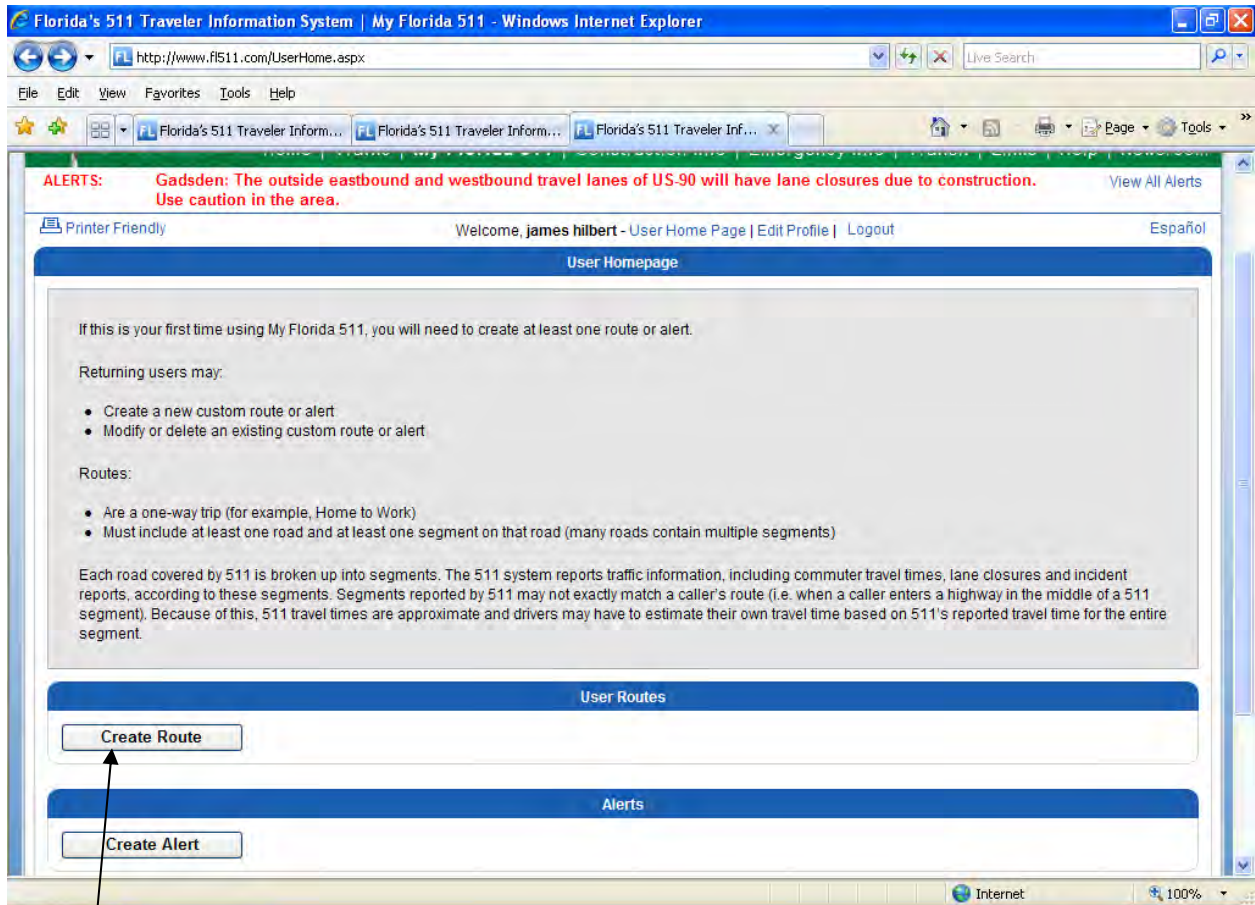 Florida's 511 Traveler Information System | My Florida 511 - Windows Internet Explorer
FL http://www.fl511.com/UserHome.aspx Live Search
File Edit View Favorites Tools Help
FL Florida's 511 Traveler Inform... FL Florida's 511 Traveler Inform... FL Florida's 511 Traveler Inf... Page Tools
ALERTS: Gadsden: The outside eastbound and westbound travel lanes of US-90 will have lane closures due to construction. View All Alerts
Use caution in the area.
Printer Friendly Welcome, james hilbert - User Home Page | Edit Profile | Logout Español
User Homepage
If this is your first time using My Florida 511, you will need to create at least one route or alert.
Returning users may:
• Create a new custom route or alert
• Modify or delete an existing custom route or alert
Routes:
• Are a one-way trip (for example, Home to Work)
• Must include at least one road and at least one segment on that road (many roads contain multiple segments)
Each road covered by 511 is broken up into segments. The 511 system reports traffic information, including commuter travel times, lane closures and incident
reports, according to these segments. Segments reported by 511 may not exactly match a caller's route (i.e. when a caller enters a highway in the middle of a 511
segment). Because of this, 511 travel times are approximate and drivers may have to estimate their own travel time based on 511's reported travel time for the entire
segment.
User Routes
Create Route
Alerts
Create Alert
Internet 100%